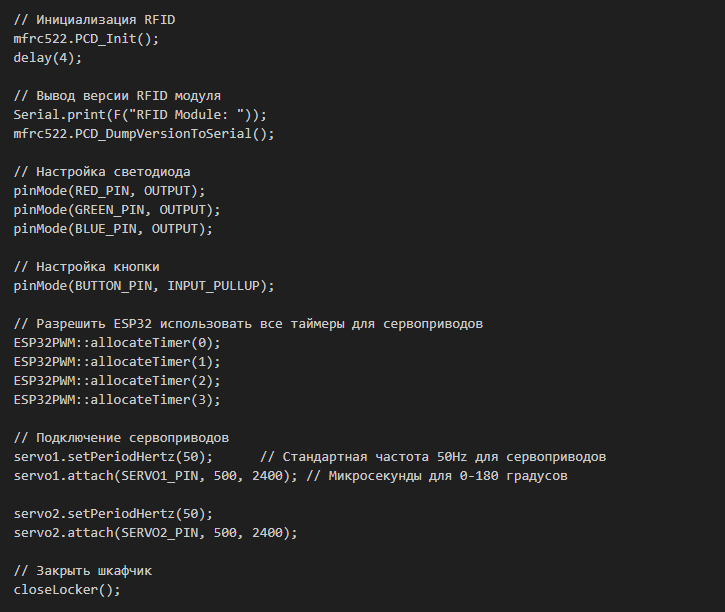 // Инициализация RFID
mfrc522.PCD_Init();
delay(4);

// Вывод версии RFID модуля
Serial.print(F("RFID Module: "));
mfrc522.PCD_DumpVersionToSerial();

// Настройка светодиода
pinMode(RED_PIN, OUTPUT);
pinMode(GREEN_PIN, OUTPUT);
pinMode(BLUE_PIN, OUTPUT);

// Настройка кнопки
pinMode(BUTTON_PIN, INPUT_PULLUP);

// Разрешить ESP32 использовать все таймеры для сервоприводов
ESP32PWM::allocateTimer(0);
ESP32PWM::allocateTimer(1);
ESP32PWM::allocateTimer(2);
ESP32PWM::allocateTimer(3);

// Подключение сервоприводов
servo1.setPeriodHertz(50);      // Стандартная частота 50Hz для сервоприводов
servo1.attach(SERVO1_PIN, 500, 2400); // Микросекунды для 0-180 градусов

servo2.setPeriodHertz(50);
servo2.attach(SERVO2_PIN, 500, 2400);

// Закрыть шкафчик
closeLocker();